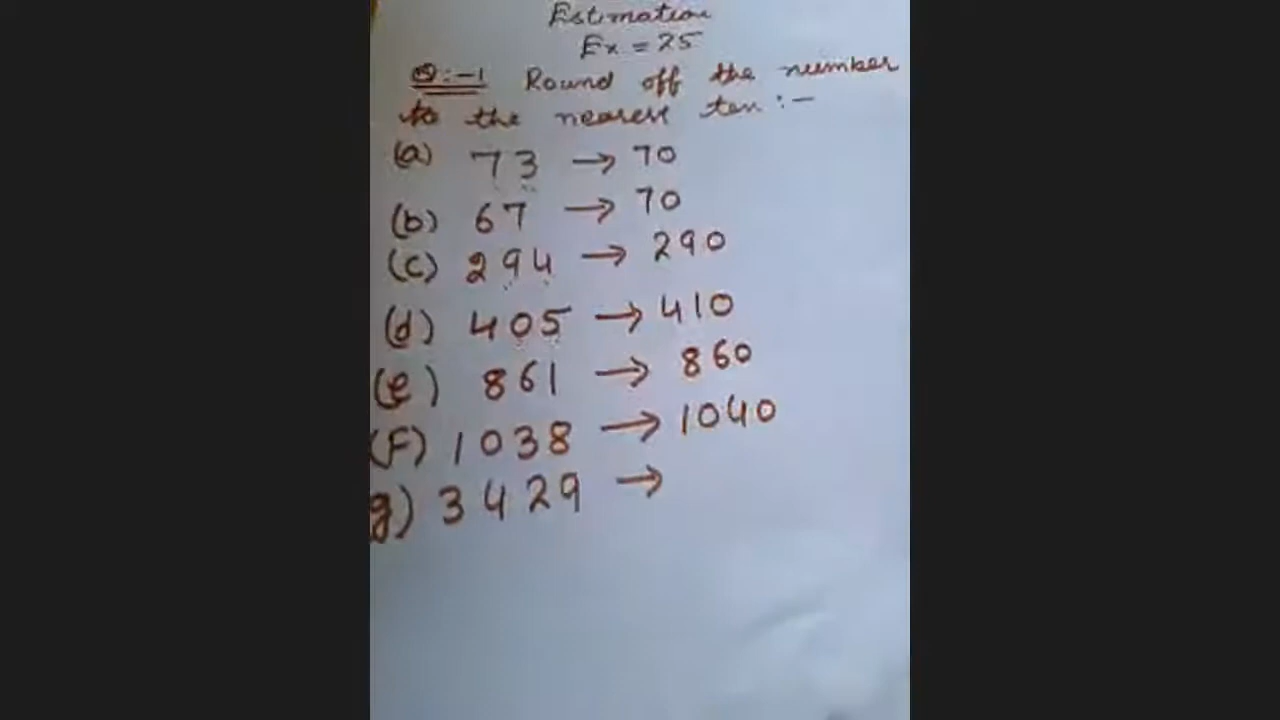 Estimation
Ex = 25
Q:-1 Round off the number
to the nearest ten :-
(a) 73 → 70
(b) 67 → 70
(c) 294 → 290
(d) 405 → 410
(e) 861 → 860
(F) 1038 → 1040
g) 3429 →